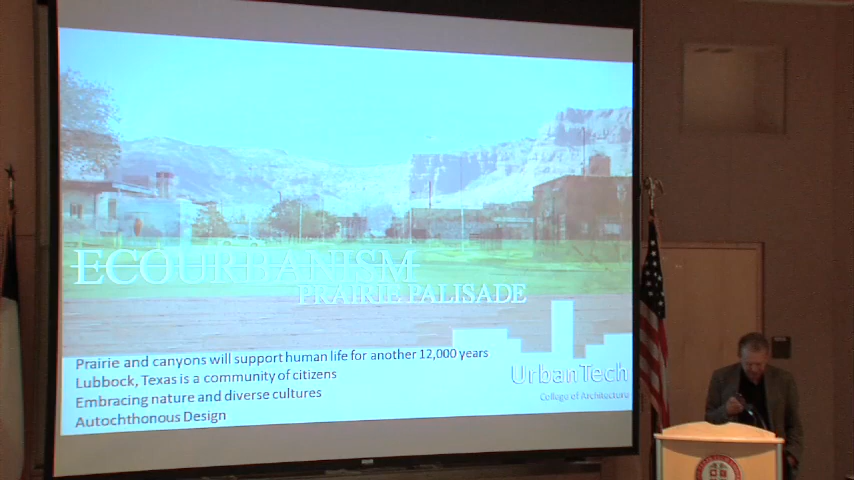 ECOURBANISM
PRAIRIE PALISADE
Prairie and canyons will support human life for another 12,000 years
Lubbock, Texas is a community of citizens
Embracing nature and diverse cultures
Autochthonous Design
UrbanTech
College of Architecture